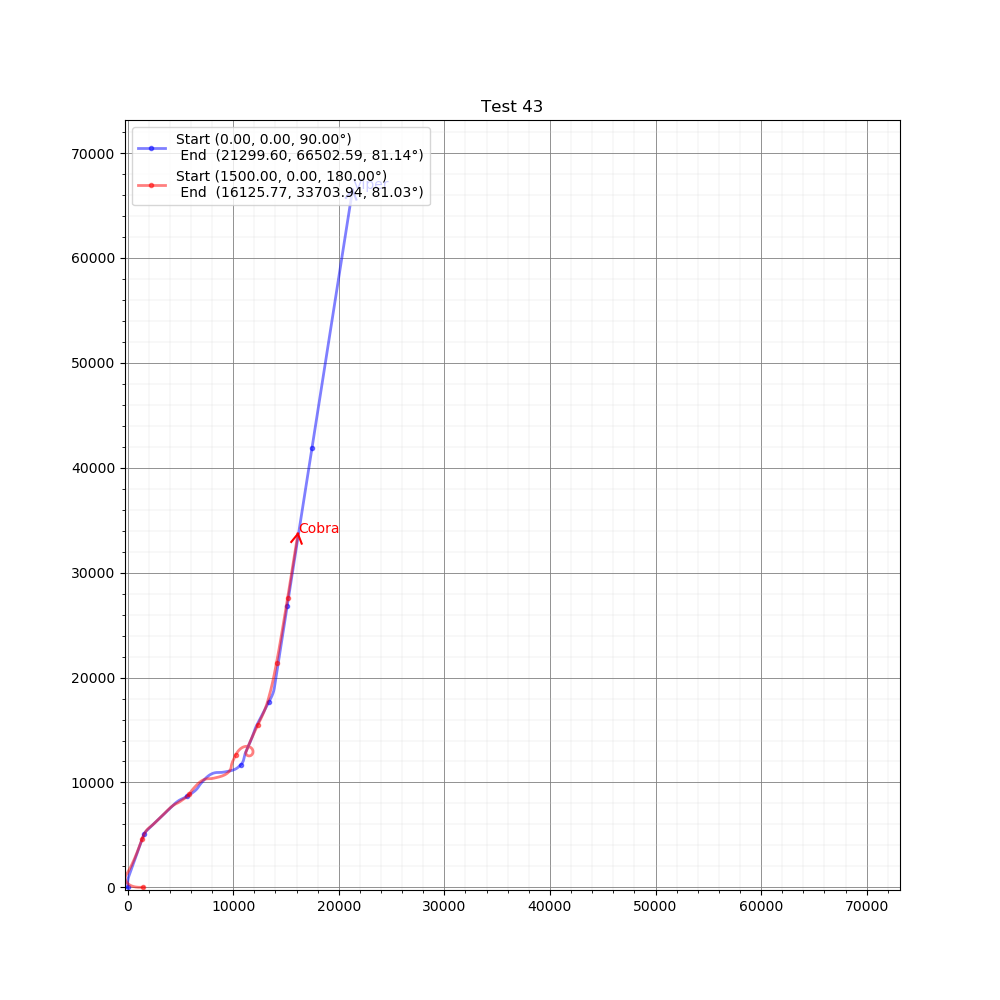 Test 43
Start (0.00, 0.00, 90.00°)
End (21299.60, 66502.59, 81.14°)
Start (1500.00, 0.00, 180.00°)
End (16125.77, 33703.94, 81.03°)
Cobra
70000
60000
50000
40000
30000
20000
10000
0
0 10000 20000 30000 40000 50000 60000 70000